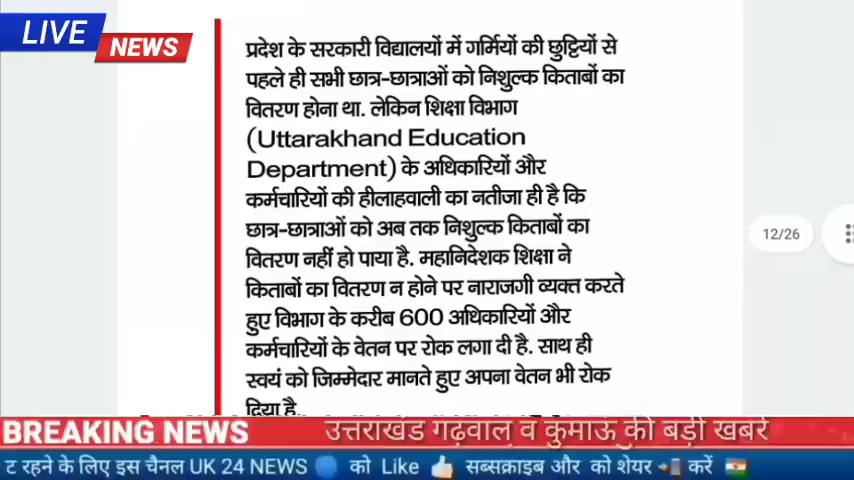 LIVE
NEWS
प्रदेश के सरकारी विद्यालयों में गर्मियों की छुट्टियों से
पहले ही सभी छात्र-छात्राओं को निशुल्क किताबों का
वितरण होना था. लेकिन शिक्षा विभाग
(Uttarakhand Education
Department) के अधिकारियों और
कर्मचारियों की हीलाहवाली का नतीजा ही है कि
छात्र-छात्राओं को अब तक निशुल्क किताबों का
वितरण नहीं हो पाया है. महानिदेशक शिक्षा ने
किताबों का वितरण न होने पर नाराजगी व्यक्त करते
हुए विभाग के करीब 600 अधिकारियों और
कर्मचारियों के वेतन पर रोक लगा दी है. साथ ही
स्वयं को जिम्मेदार मानते हुए अपना वेतन भी रोक
दिया है.
12/26
BREAKING NEWS
उत्तराखंड गढ़वाल व कुमाऊं की बड़ी खबरें
ट रहने के लिए इस चैनल UK 24 NEWS 🔵 को Like 👍🏻 सब्सक्राइब और को शेयर 📲 करें 🇮🇳